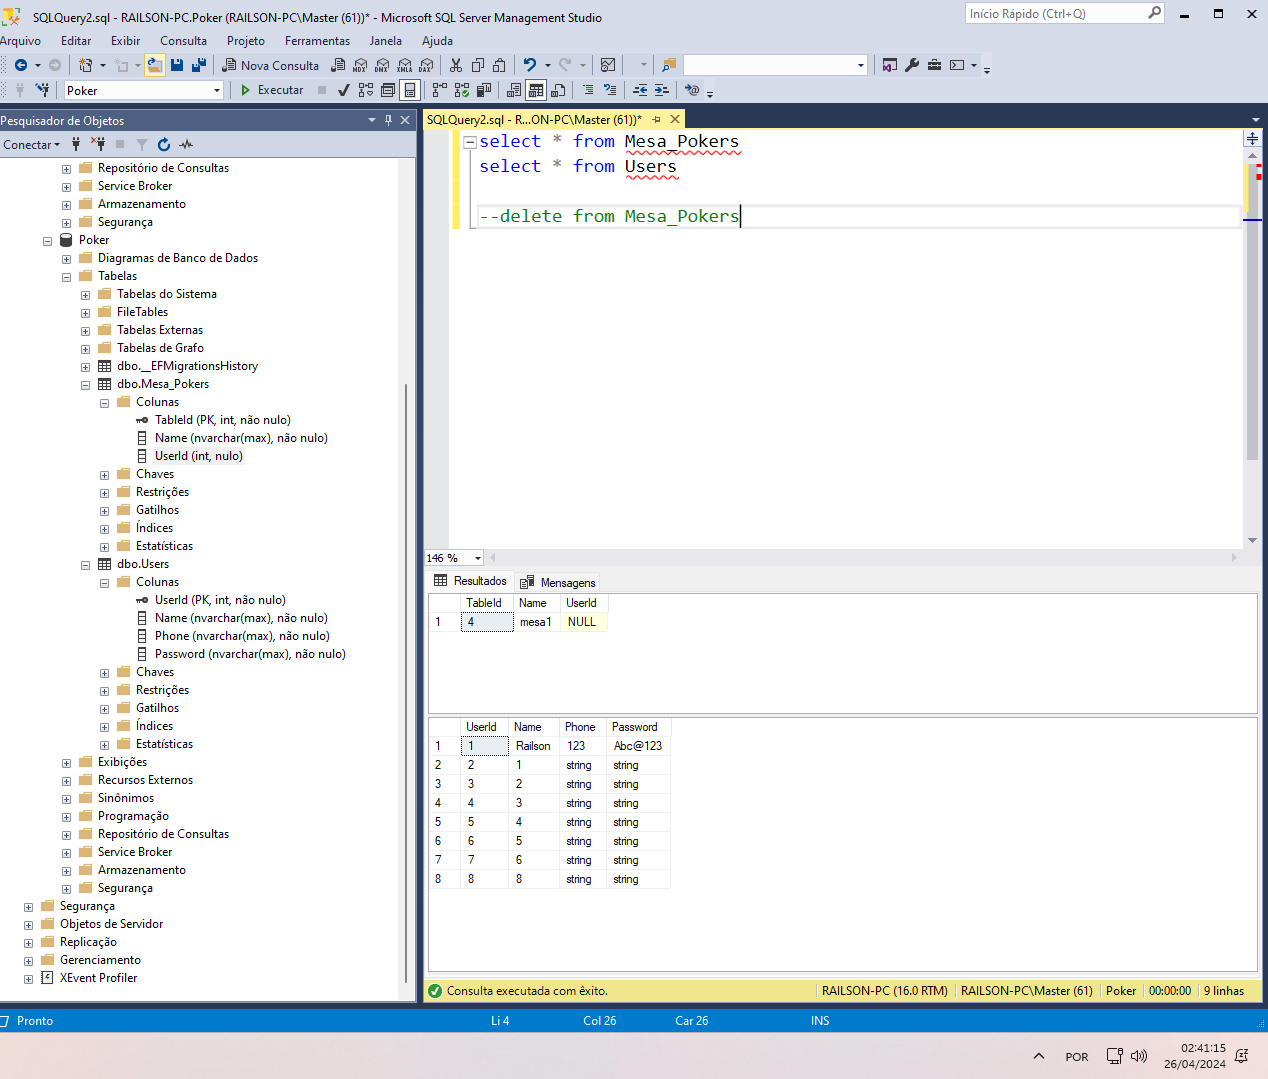 SQLQuery2.sql - RAILSON-PC.Poker (RAILSON-PC\Master (61))* - Microsoft SQL Server Management Studio
Início Rápido (Ctrl+Q)
Arquivo Editar Exibir Consulta Projeto Ferramentas Janela Ajuda
Nova Consulta MDX DMX XMLA DAX
Poker Executar
Pesquisador de Objetos
Conectar
Repositório de Consultas
Service Broker
Armazenamento
Segurança
Poker
Diagramas de Banco de Dados
Tabelas
Tabelas do Sistema
FileTables
Tabelas Externas
Tabelas de Grafo
dbo.__EFMigrationsHistory
dbo.Mesa_Pokers
Colunas
TableId (PK, int, não nulo)
Name (nvarchar(max), não nulo)
UserId (int, nulo)
Chaves
Restrições
Gatilhos
Índices
Estatísticas
dbo.Users
Colunas
UserId (PK, int, não nulo)
Name (nvarchar(max), não nulo)
Phone (nvarchar(max), não nulo)
Password (nvarchar(max), não nulo)
Chaves
Restrições
Gatilhos
Índices
Estatísticas
Exibições
Recursos Externos
Sinônimos
Programação
Repositório de Consultas
Service Broker
Armazenamento
Segurança
Segurança
Objetos de Servidor
Replicação
Gerenciamento
XEvent Profiler
SQLQuery2.sql - R...ON-PC\Master (61))*
select * from Mesa_Pokers
select * from Users
--delete from Mesa_Pokers
146 %
Resultados Mensagens
TableId Name UserId
1 4 mesa1 NULL
UserId Name Phone Password
1 1 Railson 123 Abc@123
2 2 1 string string
3 3 2 string string
4 4 3 string string
5 5 4 string string
6 6 5 string string
7 7 6 string string
8 8 8 string string
Consulta executada com êxito. RAILSON-PC (16.0 RTM) RAILSON-PC\Master (61) Poker 00:00:00 9 linhas
Pronto Li 4 Col 26 Car 26 INS
POR
02:41:15
26/04/2024